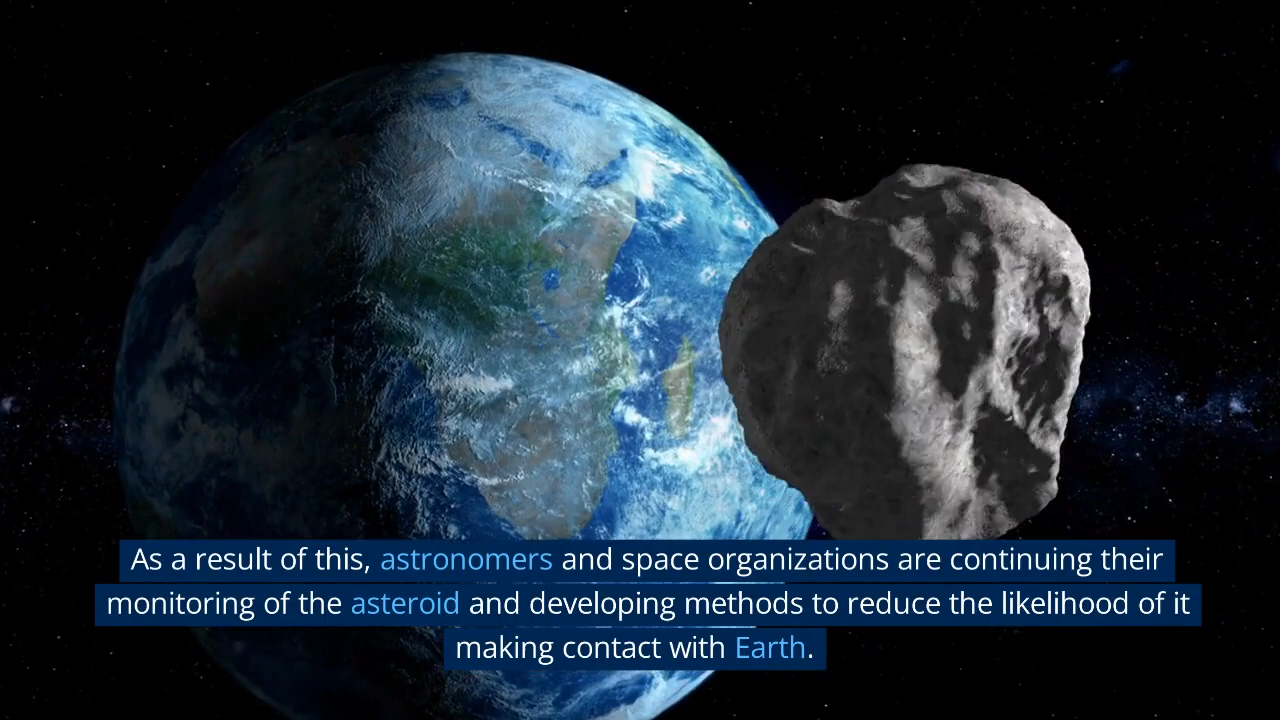 As a result of this, astronomers and space organizations are continuing their
monitoring of the asteroid and developing methods to reduce the likelihood of it
making contact with Earth.